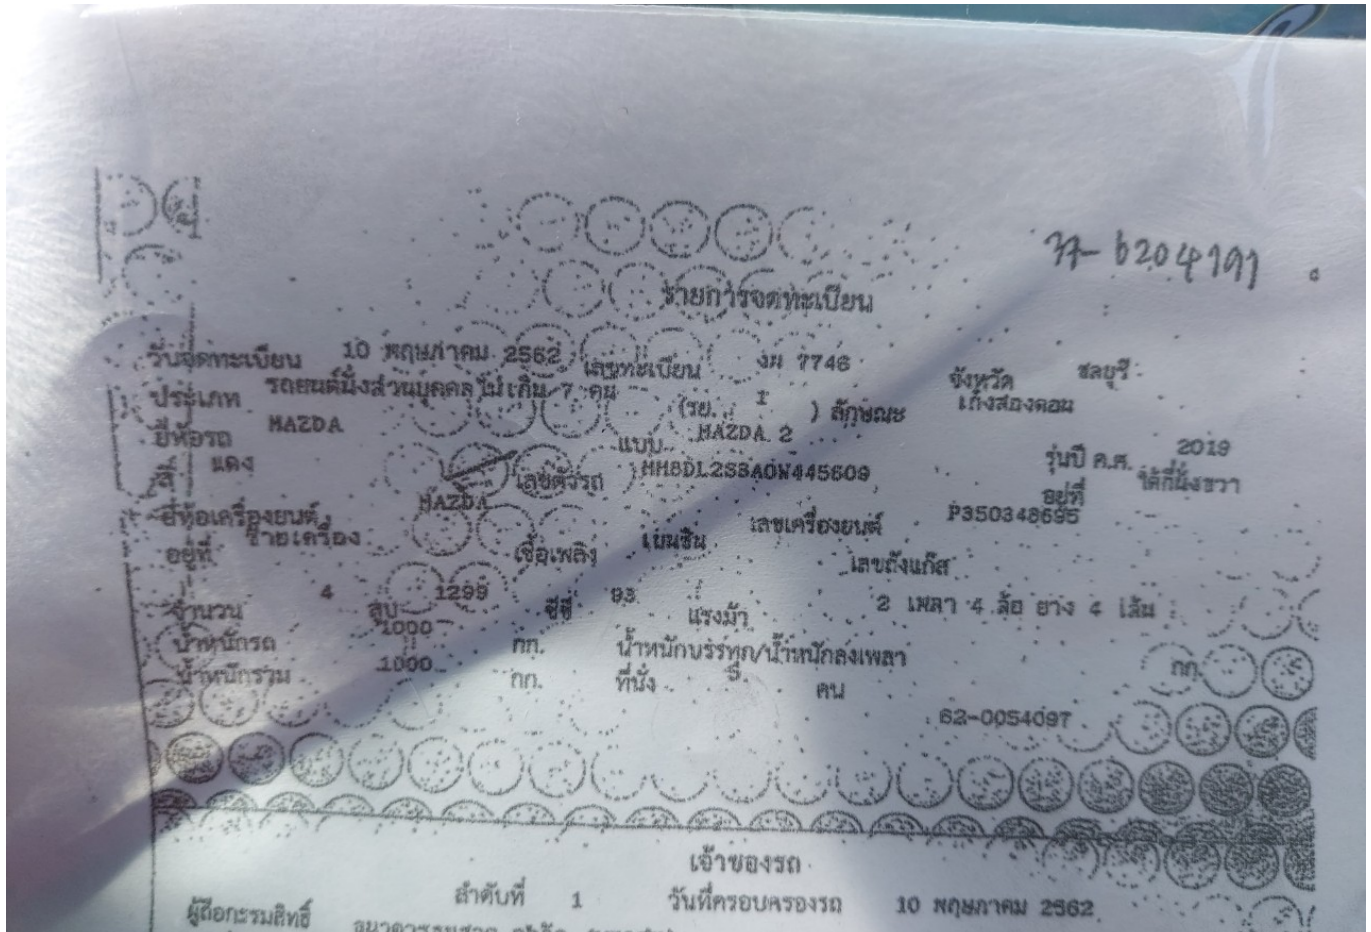 วา-6204191
รายการจดทะเบียน
วันจดทะเบียน 10 พฤษภาคม 2562 เลขทะเบียน งม 7746 จังหวัด ชลบุรี
ประเภท รถยนต์นั่งส่วนบุคคลไม่เกิน 7 คน (รย. 1 ) ลักษณะ เก๋งสองตอน
ยี่ห้อรถ MAZDA แบบ MAZDA 2 รุ่นปี ค.ศ. 2019
สี แดง เลขตัวรถ MM8DL2S3A0W445609 อยู่ที่ ใต้ที่นั่งขวา
ยี่ห้อเครื่องยนต์ MAZDA เลขเครื่องยนต์ P350348695
อยู่ที่ ซ้ายเครื่อง เชื้อเพลิง เบนซิน เลขถังแก๊ส
จำนวน 4 สูบ 1299 ซีซี 93 แรงม้า 2 เพลา 4 ล้อ ยาง 4 เส้น
น้ำหนักรถ 1000 กก. น้ำหนักบรรทุก/น้ำหนักลงเพลา กก.
น้ำหนักรวม 1000 กก. ที่นั่ง 5 คน
62-0054097
เจ้าของรถ
ลำดับที่ 1 วันที่ครอบครองรถ 10 พฤษภาคม 2562
ผู้ถือกรรมสิทธิ์